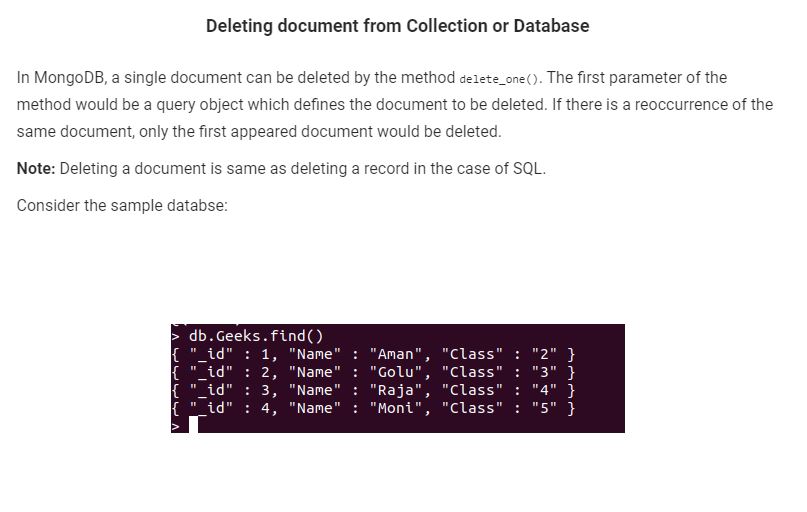 Deleting document from Collection or Database
In MongoDB, a single document can be deleted by the method delete_one(). The first parameter of the
method would be a query object which defines the document to be deleted. If there is a reoccurrence of the
same document, only the first appeared document would be deleted.
Note: Deleting a document is same as deleting a record in the case of SQL.
Consider the sample databse:
> db.Geeks.find()
{ "_id" : 1, "Name" : "Aman", "Class" : "2" }
{ "_id" : 2, "Name" : "Golu", "Class" : "3" }
{ "_id" : 3, "Name" : "Raja", "Class" : "4" }
{ "_id" : 4, "Name" : "Moni", "Class" : "5" }
>